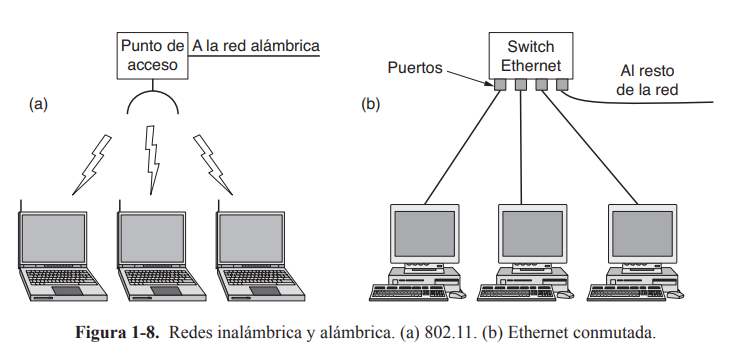 Punto de
acceso
A la red alámbrica
(a)
Switch
Ethernet
Puertos
Al resto
de la red
(b)
Figura 1-8. Redes inalámbrica y alámbrica. (a) 802.11. (b) Ethernet conmutada.